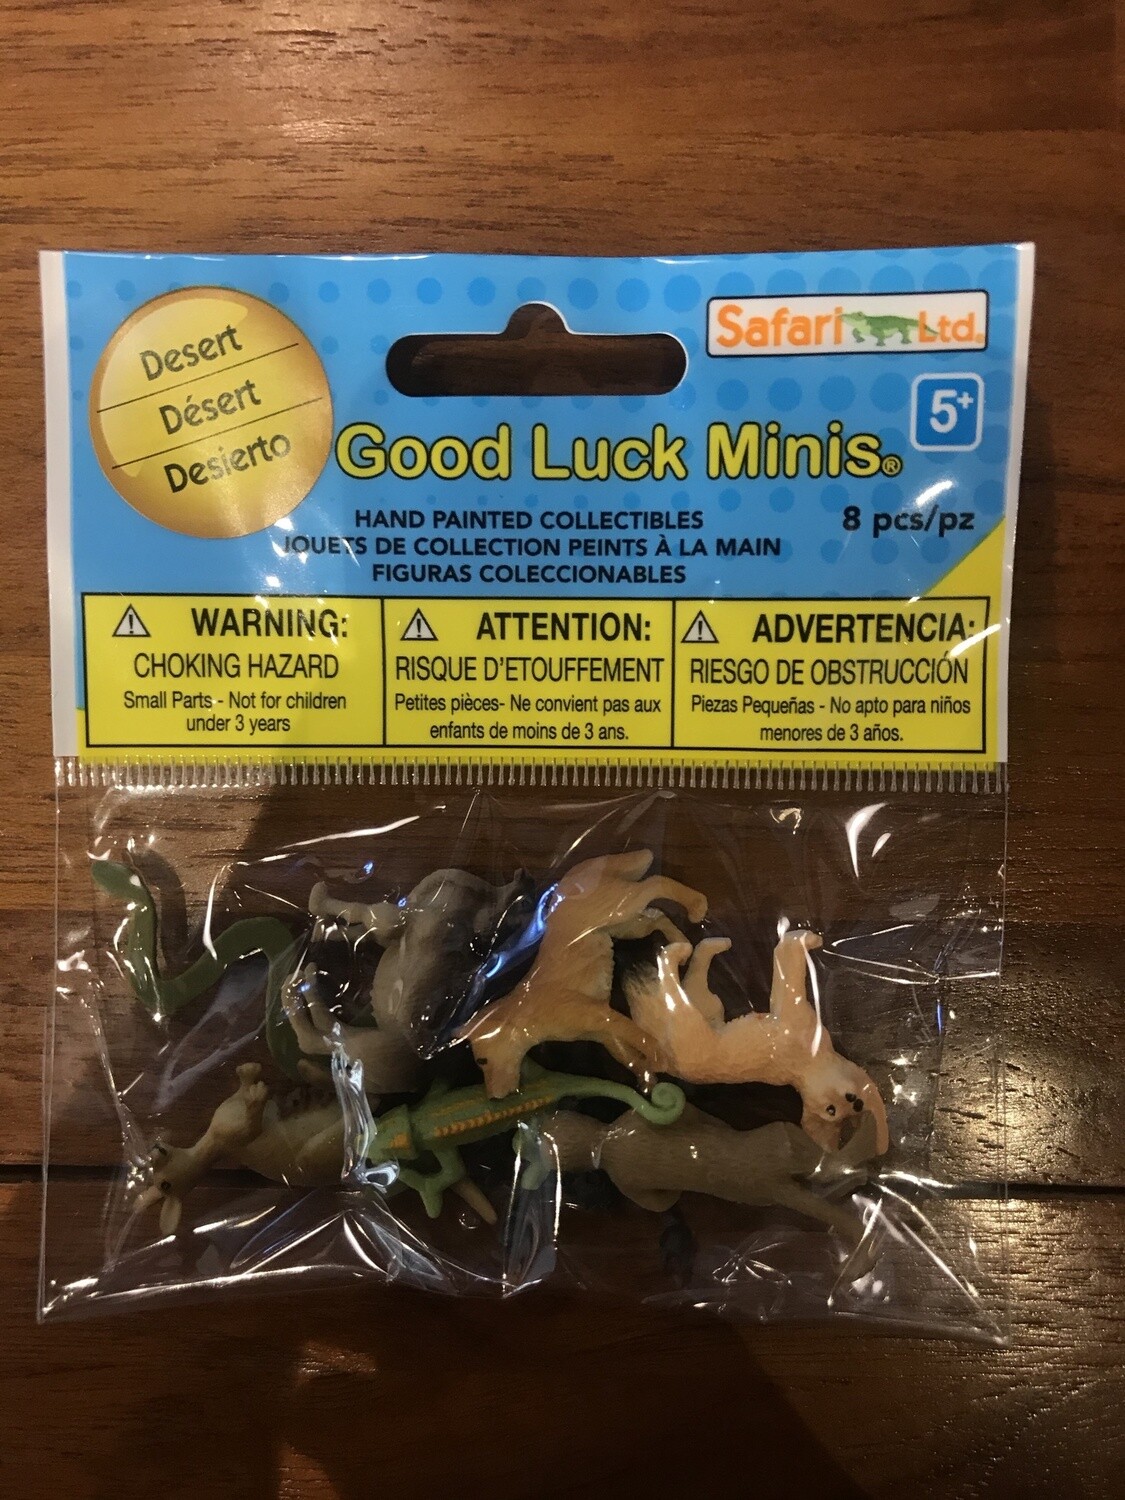 Desert
Désert
Desierto
Safari Ltd.
5+
Good Luck Minis®
8 pcs/pz
HAND PAINTED COLLECTIBLES
JOUETS DE COLLECTION PEINTS À LA MAIN
FIGURAS COLECCIONABLES
WARNING:
CHOKING HAZARD
Small Parts - Not for children
under 3 years
ATTENTION:
RISQUE D'ETOUFFEMENT
Petites pièces- Ne convient pas aux
enfants de moins de 3 ans.
ADVERTENCIA:
RIESGO DE OBSTRUCCIÓN
Piezas Pequeñas - No apto para niños
menores de 3 años.